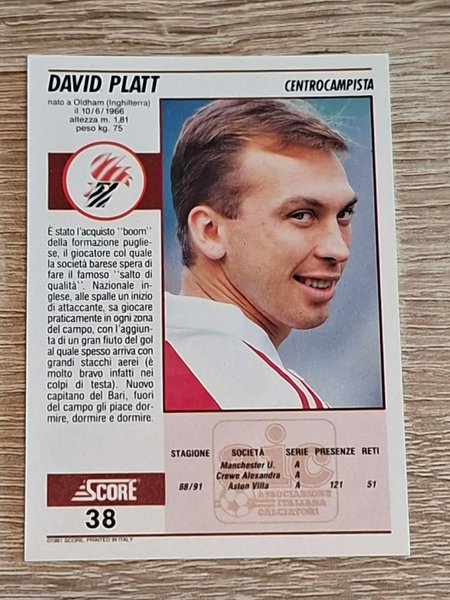 DAVID PLATT
CENTROCAMPISTA
nato a Oldham (Inghilterra)
il 10/6/1966
altezza m. 1,81
peso kg. 75
È stato l'acquisto "boom"
della formazione puglie-
se, il giocatore col quale
la società barese spera di
fare il famoso "salto di
qualità". Nazionale in-
glese, alle spalle un inizio
di attaccante, sa giocare
praticamente in ogni zona
del campo, con l'aggiun-
ta di un gran fiuto del gol
al quale spesso arriva con
grandi stacchi aerei (è
molto bravo infatti nei
colpi di testa). Nuovo
capitano del Bari, fuori
del campo gli piace dor-
mire, dormire e dormire.
STAGIONE SOCIETÀ SERIE PRESENZE RETI
Manchester U. A
Crewe Alexandra A
88/91 Aston Villa A 121 51
aic
ASSOCIAZIONE
ITALIANA
CALCIATORI
SCORE
38
©1991 SCORE, PRINTED IN ITALY